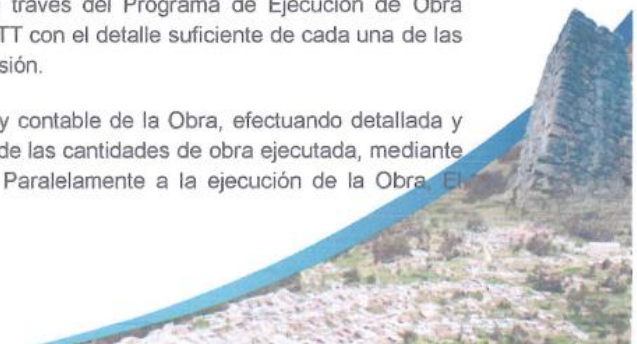 través del Programa de Ejecución de Obra
TT con el detalle suficiente de cada una de las
sión.
y contable de la Obra, efectuando detallada y
de las cantidades de obra ejecutada, mediante
Paralelamente a la ejecución de la Obra, El